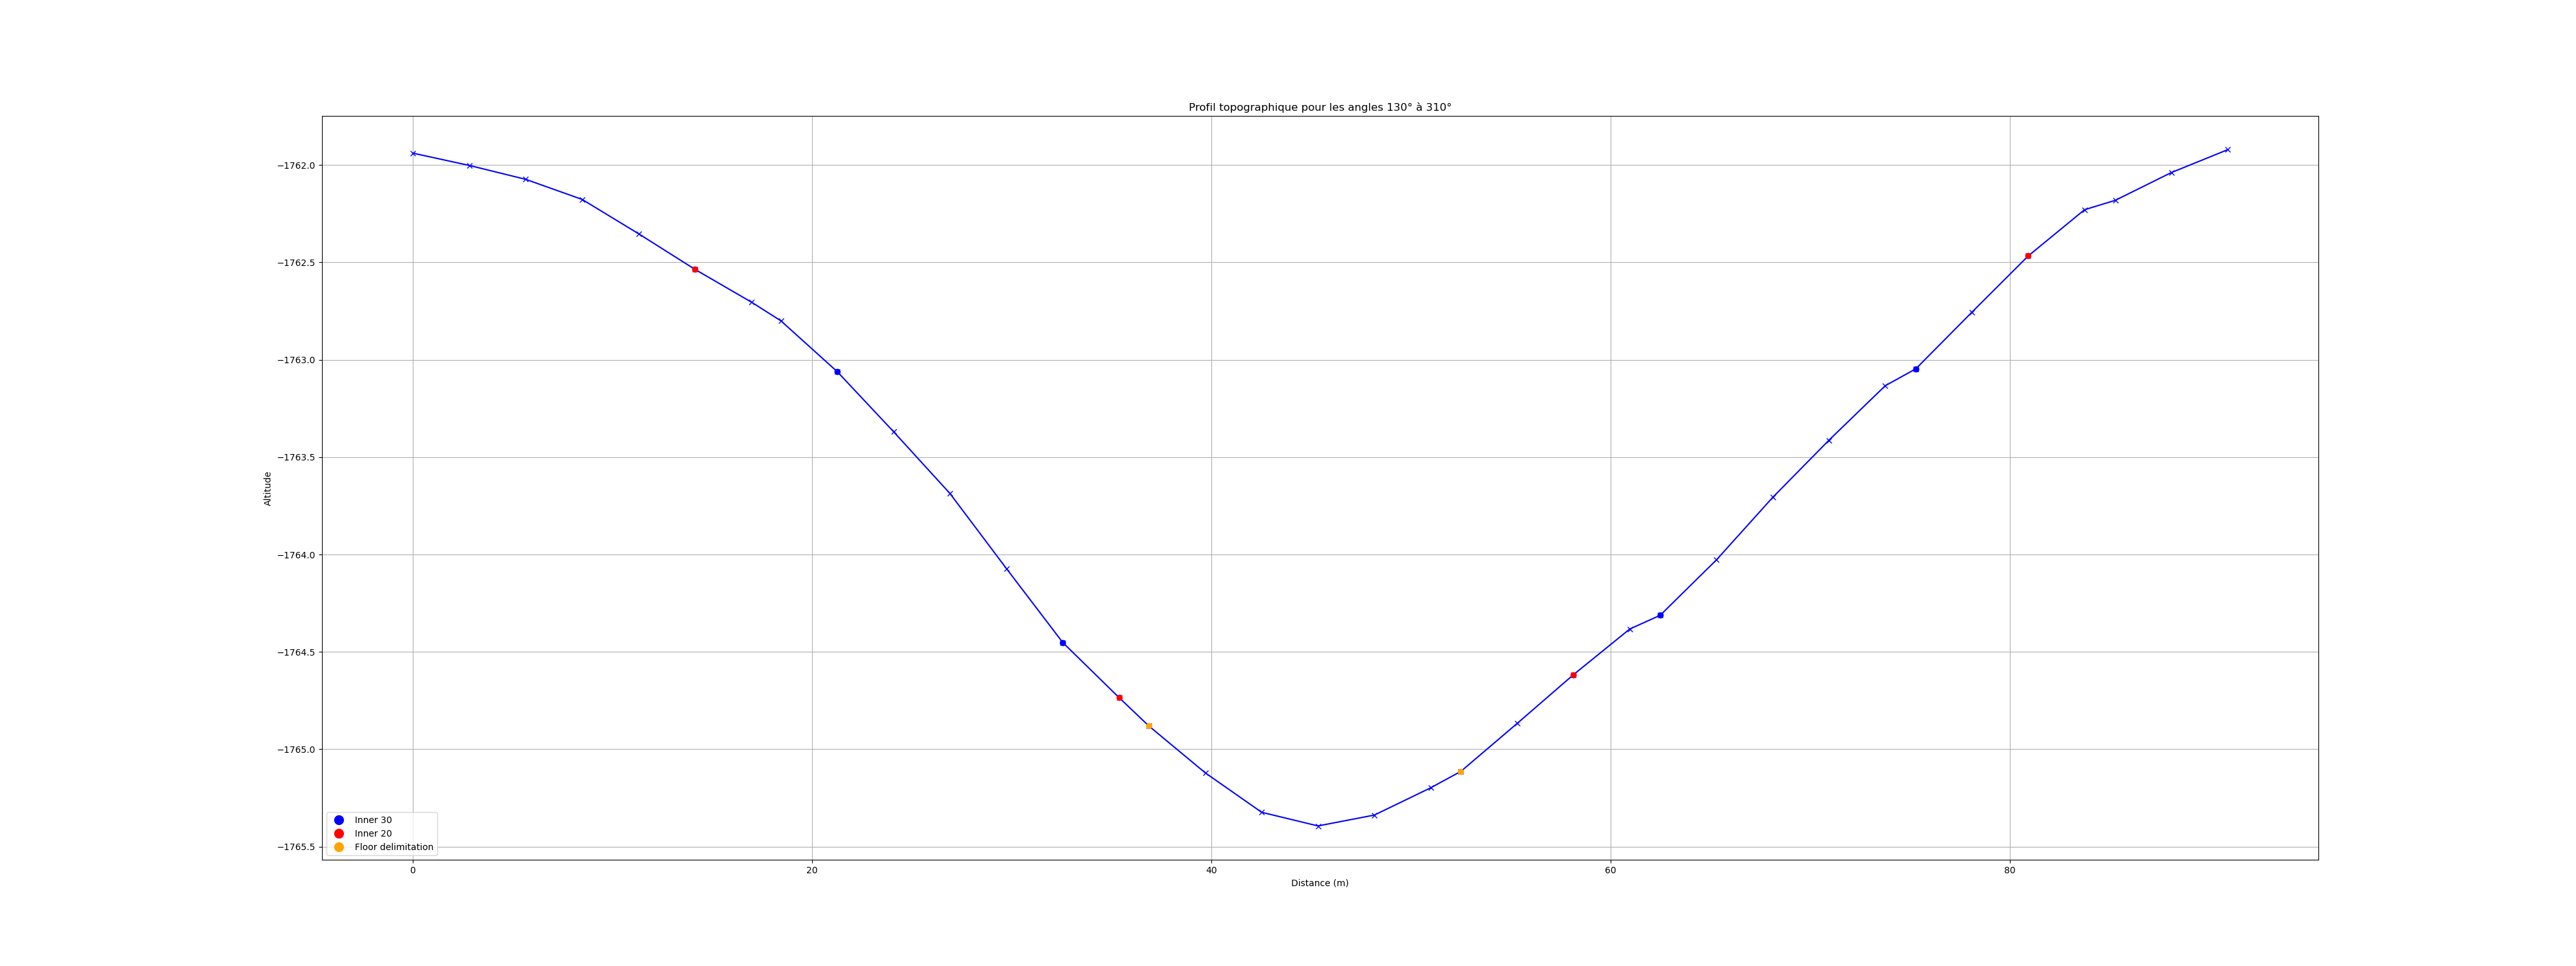 Profil topographique pour les angles 130° à 310°
−1762.0
−1762.5
−1763.0
−1763.5
−1764.0
−1764.5
−1765.0
−1765.5
Altitude
Inner 30
Inner 20
Floor delimitation
0 20 40 60 80
Distance (m)